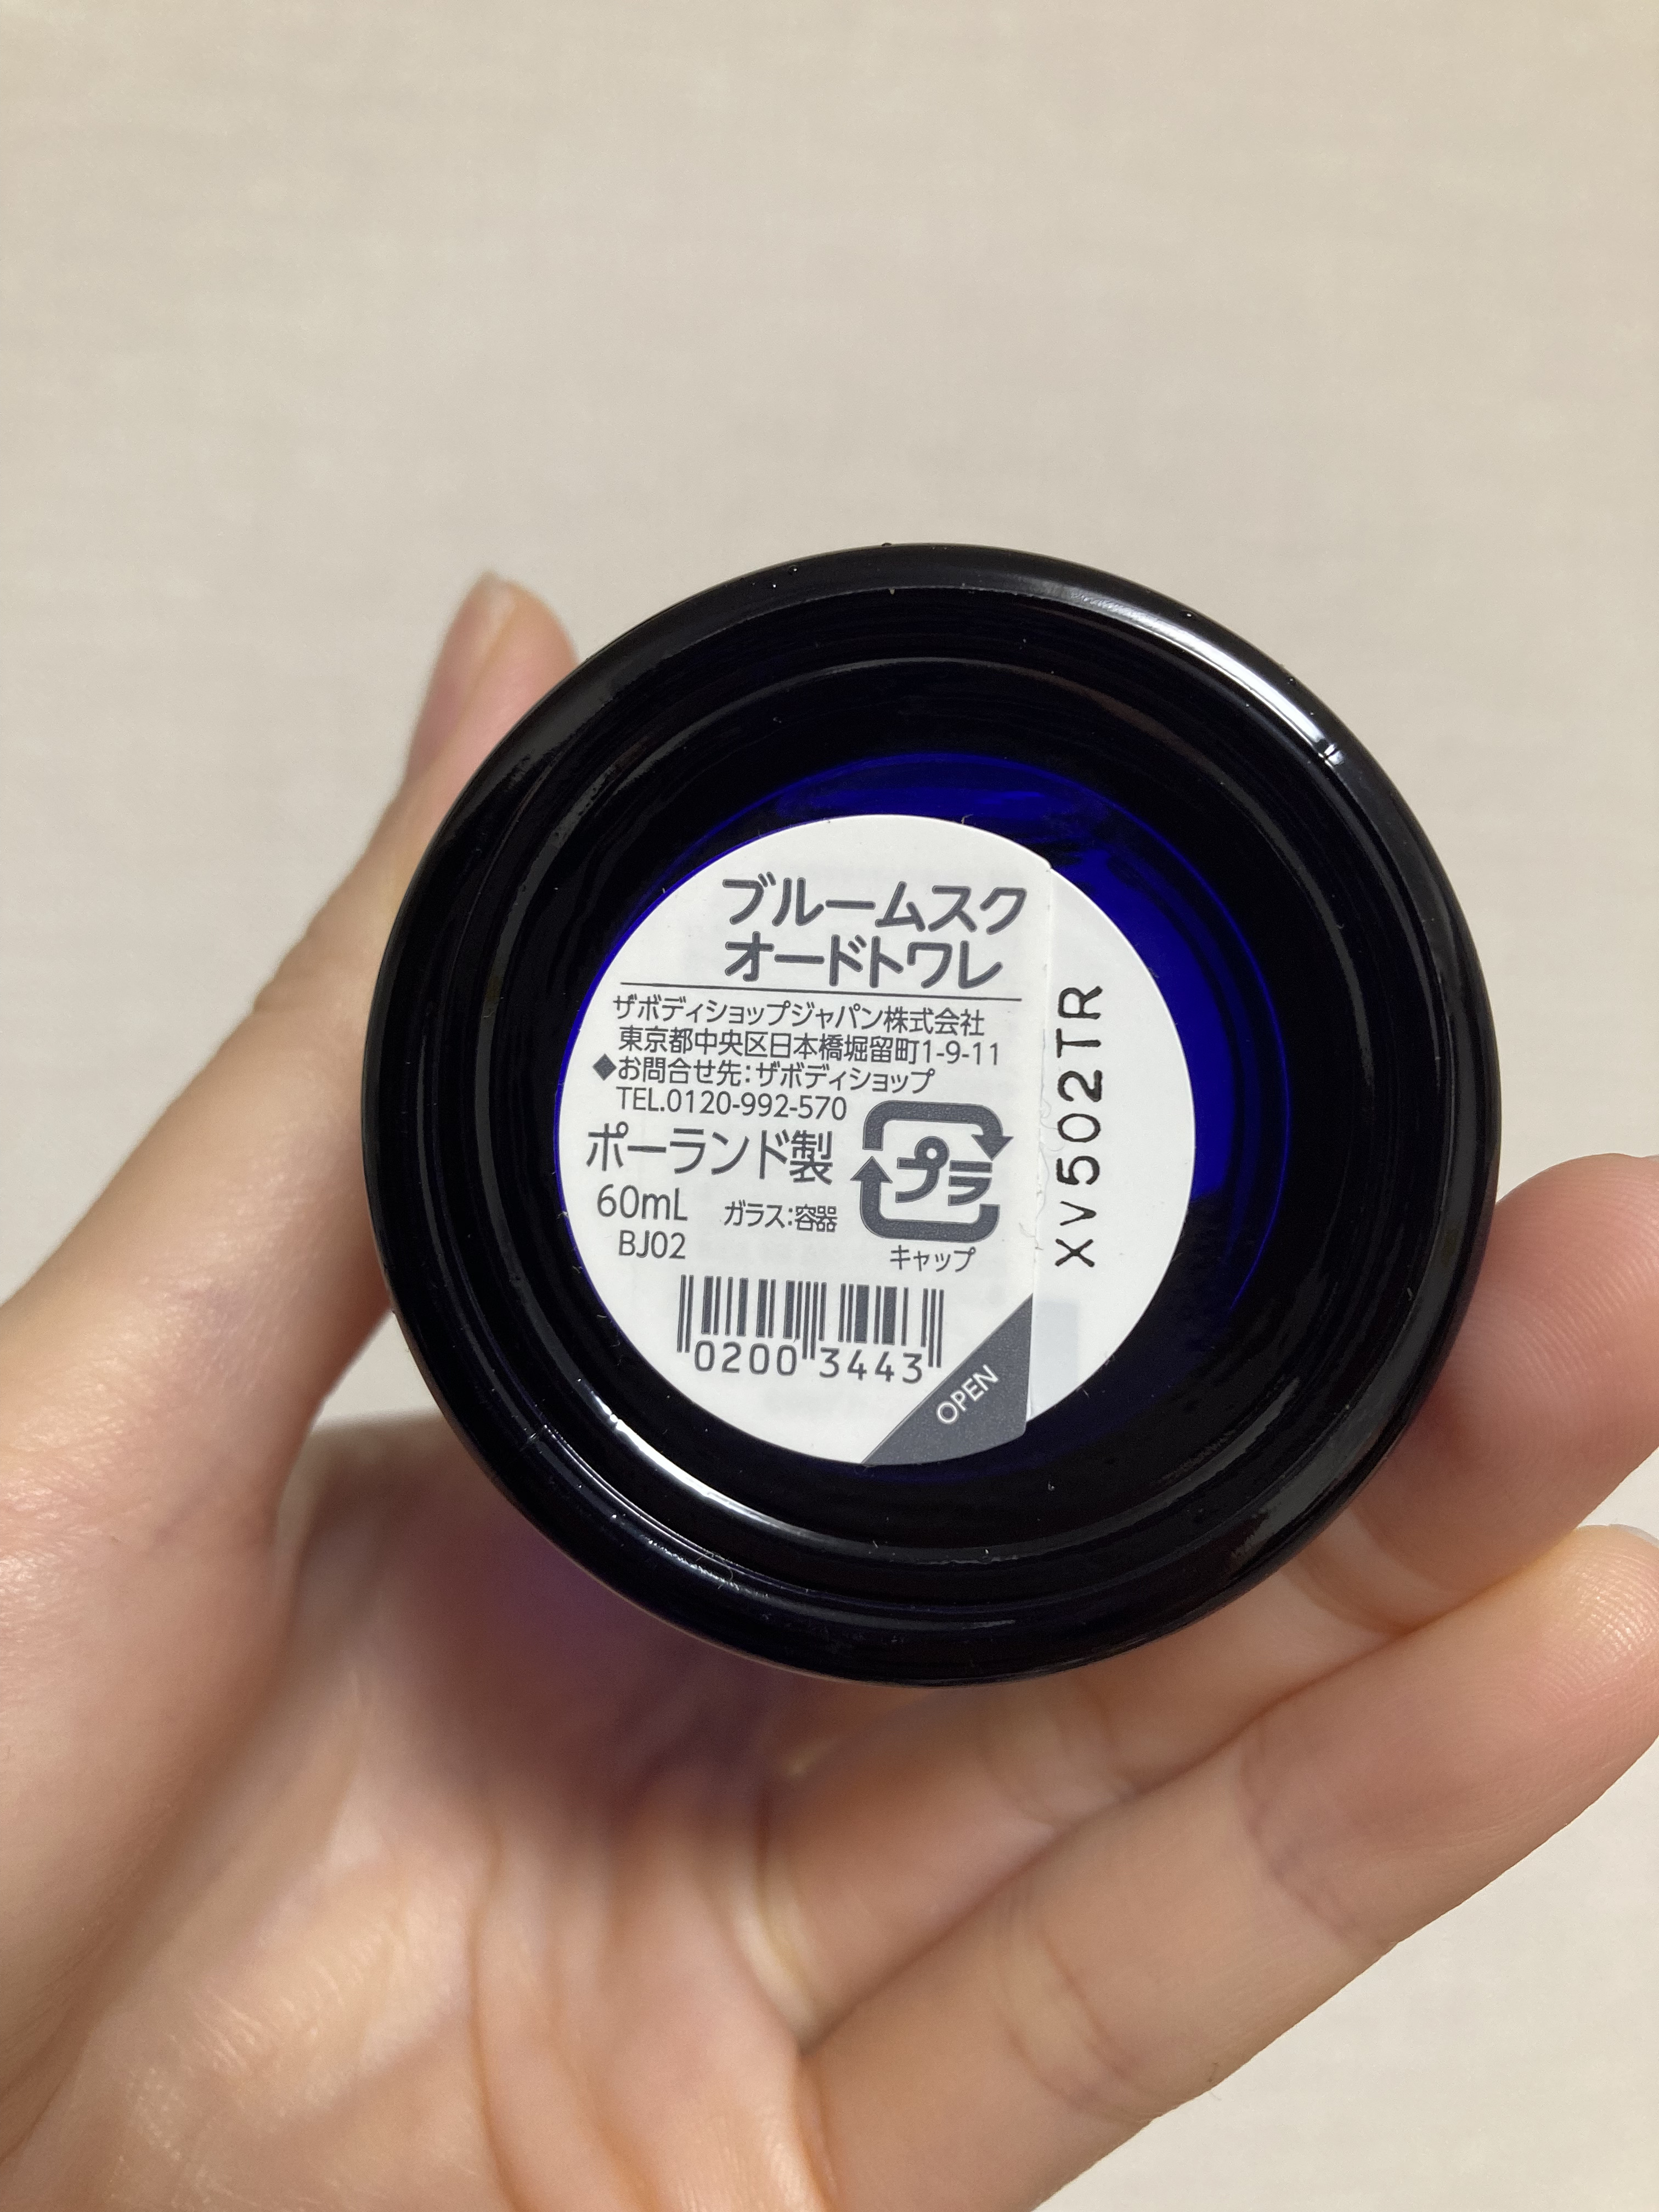 ブルームスク
オードトワレ
ザボディショップジャパン株式会社
東京都中央区日本橋堀留町1-9-11
◆お問合せ先:ザボディショップ
TEL.0120-992-570
ポーランド製
60mL ガラス:容器
BJ02
プラ
キャップ
0200 3443
OPEN
XV502TR